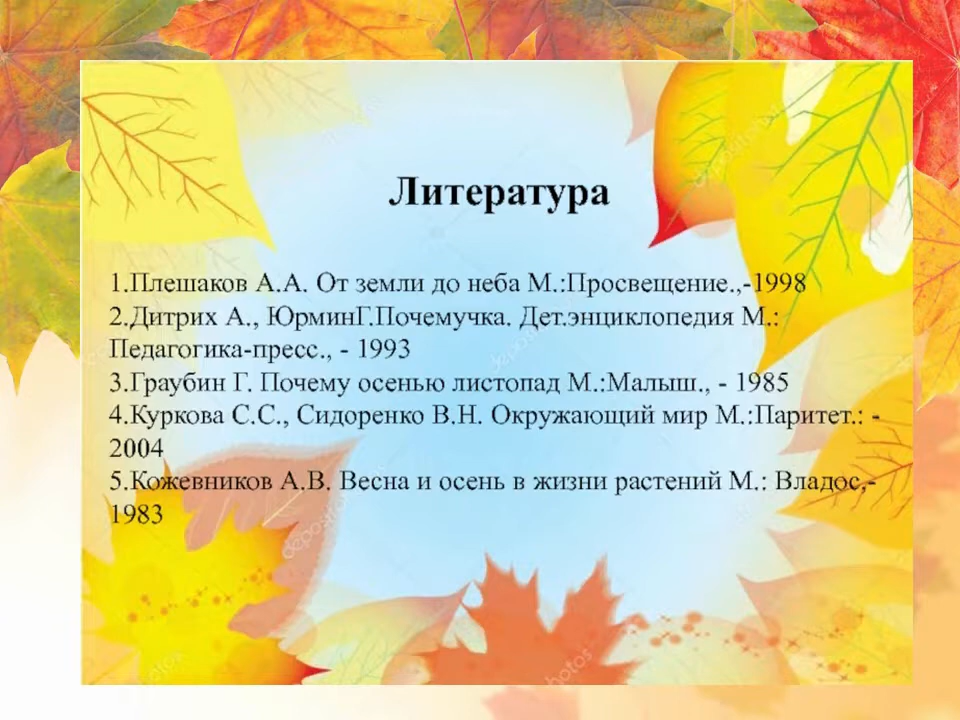 Литература
1.Плешаков А.А. От земли до неба М.:Просвещение.,-1998
2.Дитрих А., ЮрминГ.Почемучка. Дет.энциклопедия М.:
Педагогика-пресс., - 1993
3.Граубин Г. Почему осенью листопад М.:Малыш., - 1985
4.Куркова С.С., Сидоренко В.Н. Окружающий мир М.:Паритет.: -
2004
5.Кожевников А.В. Весна и осень в жизни растений М.: Владос,-
1983